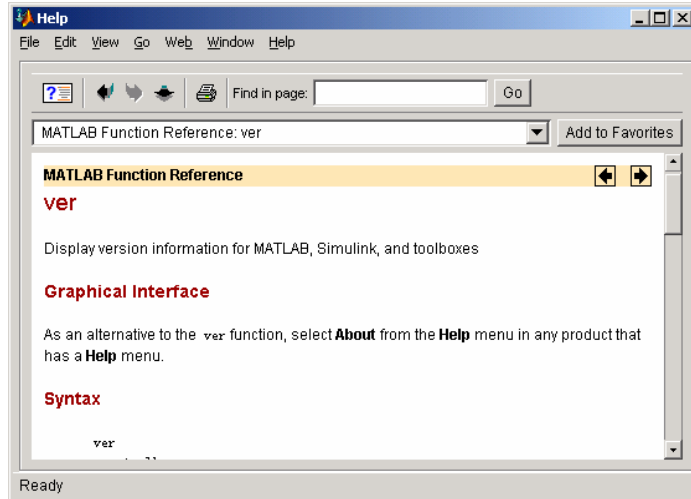 Help
File Edit View Go Web Window Help
Find in page: Go
MATLAB Function Reference: ver Add to Favorites
MATLAB Function Reference
ver
Display version information for MATLAB, Simulink, and toolboxes
Graphical Interface
As an alternative to the ver function, select About from the Help menu in any product that
has a Help menu.
Syntax
ver
Ready